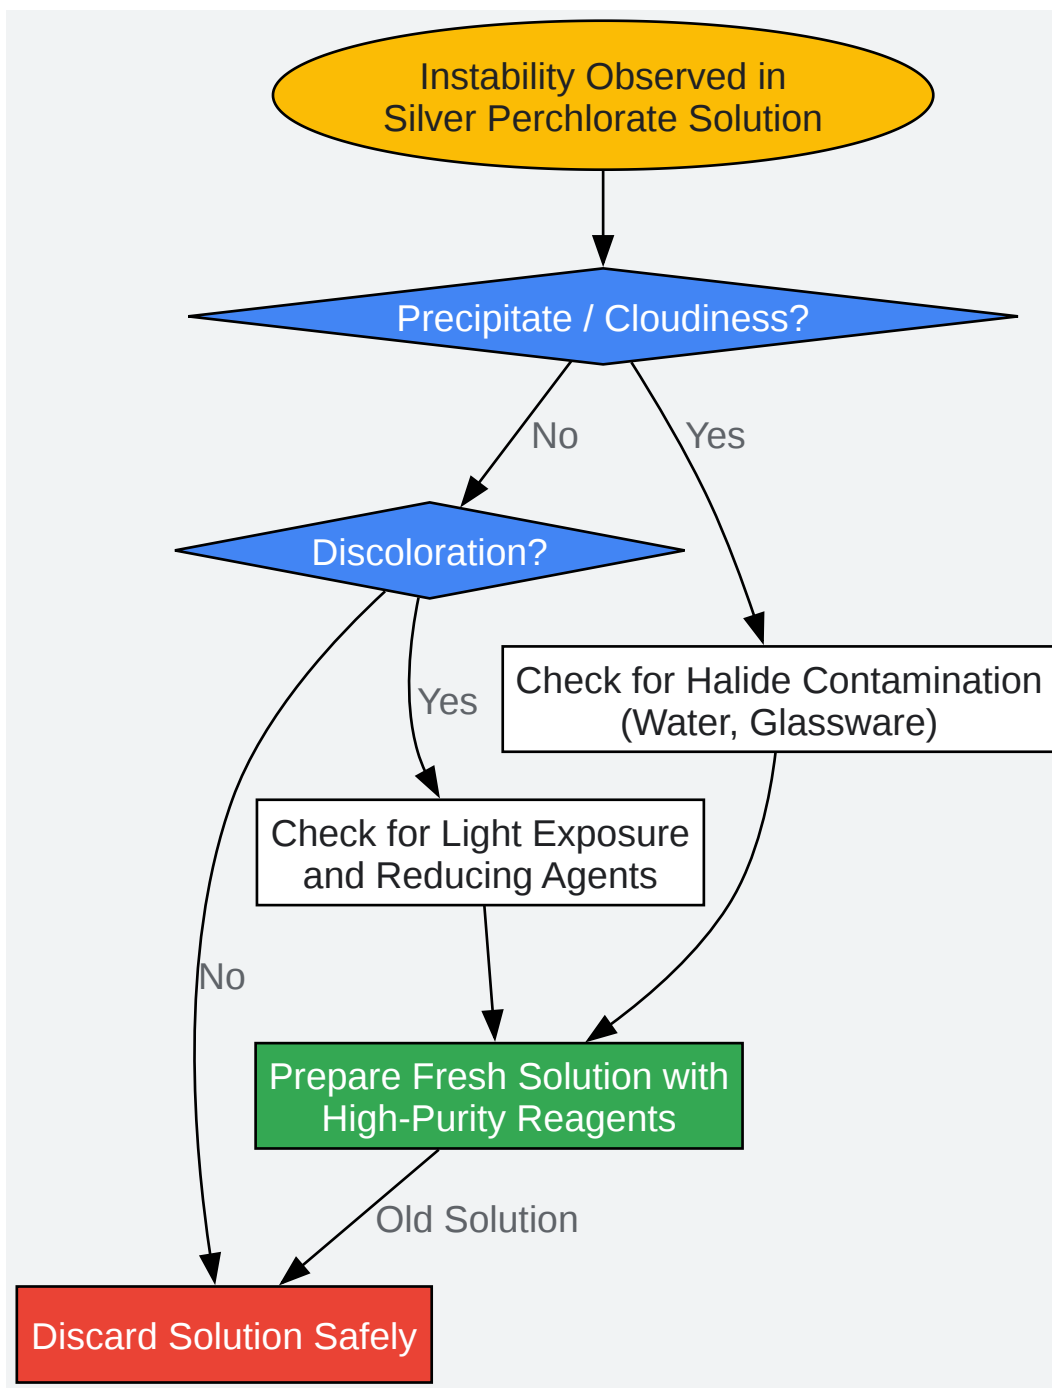 Instability Observed in
Silver Perchlorate Solution
Precipitate / Cloudiness?
No
Yes
Discoloration?
Check for Halide Contamination
(Water, Glassware)
Yes
Check for Light Exposure
and Reducing Agents
No
Prepare Fresh Solution with
High-Purity Reagents
Old Solution
Discard Solution Safely